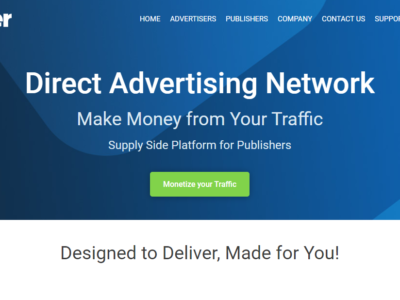 er
HOME ADVERTISERS PUBLISHERS COMPANY CONTACT US SUPPO
Direct Advertising Network
Make Money from Your Traffic
Supply Side Platform for Publishers
Monetize your Traffic
Designed to Deliver, Made for You!